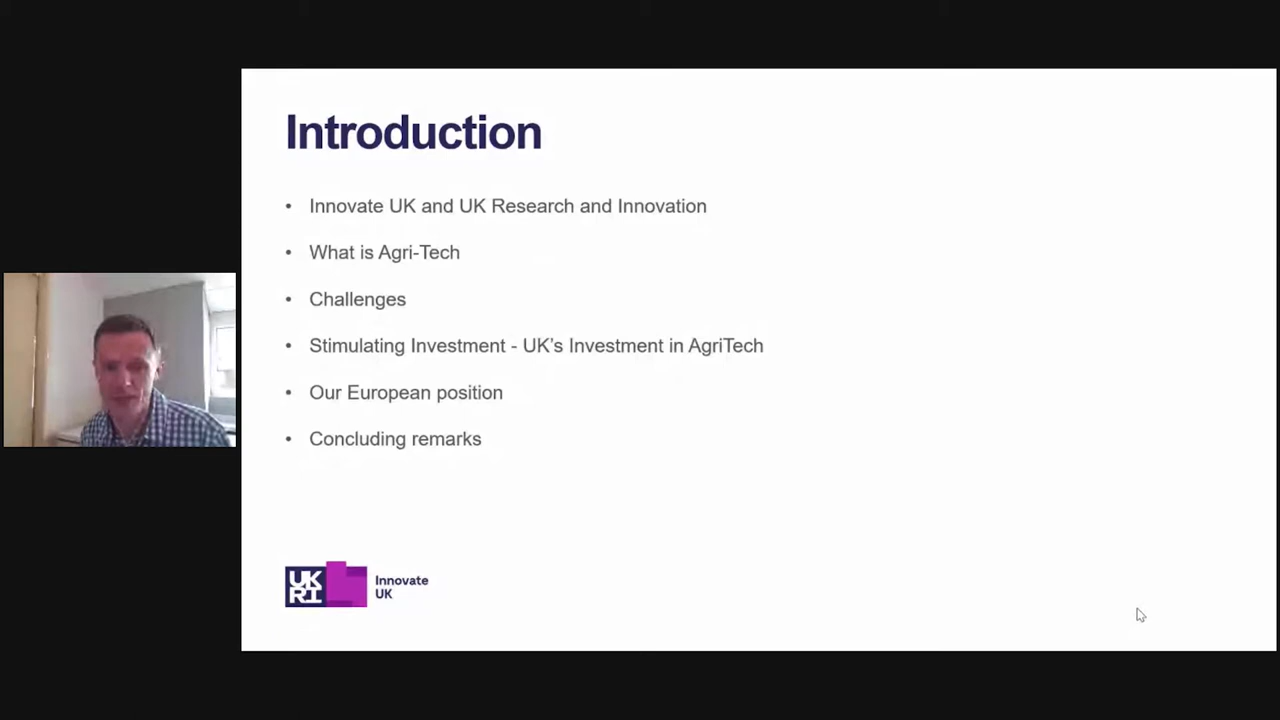 Introduction
• Innovate UK and UK Research and Innovation
• What is Agri-Tech
• Challenges
• Stimulating Investment - UK’s Investment in AgriTech
• Our European position
• Concluding remarks
UK
RI
Innovate
UK